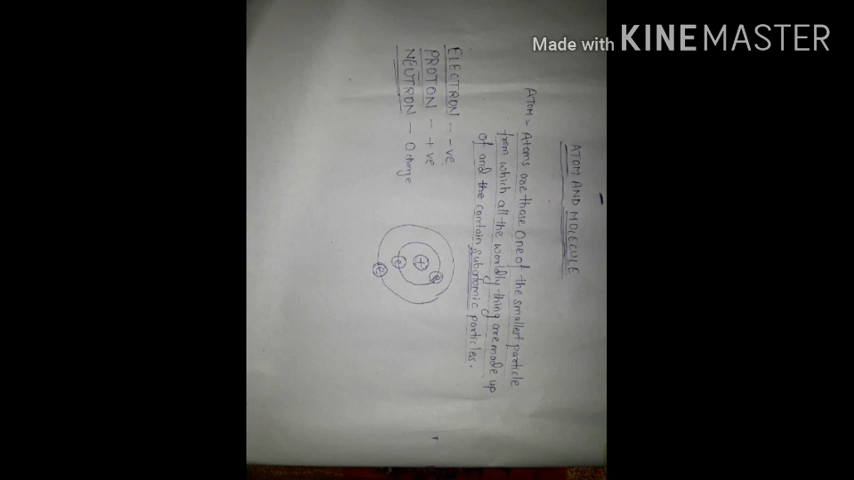 Made with KINEMASTER
ATOM AND MOLECULE
ATOM = Atoms are those One of the smallest particle
from which all the worldly thing are made up
of and the contain subatomic particles.
ELECTRON - -ve
PROTON - +ve
NEUTRON - 0 charge
+
e
e
e